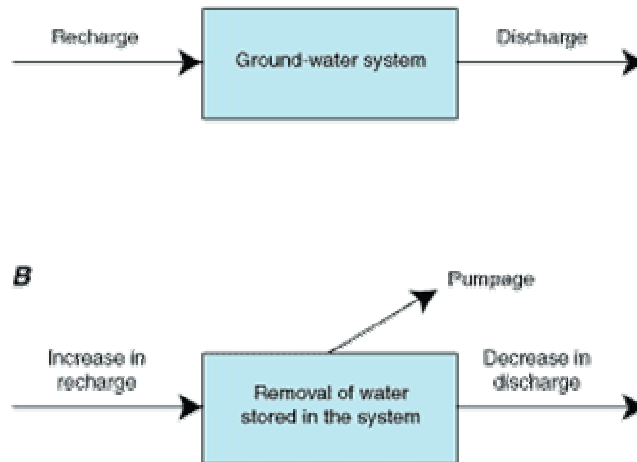 Recharge
Ground-water system
Discharge
B
Pumpage
Increase in
recharge
Removal of water
stored in the system
Decrease in
discharge